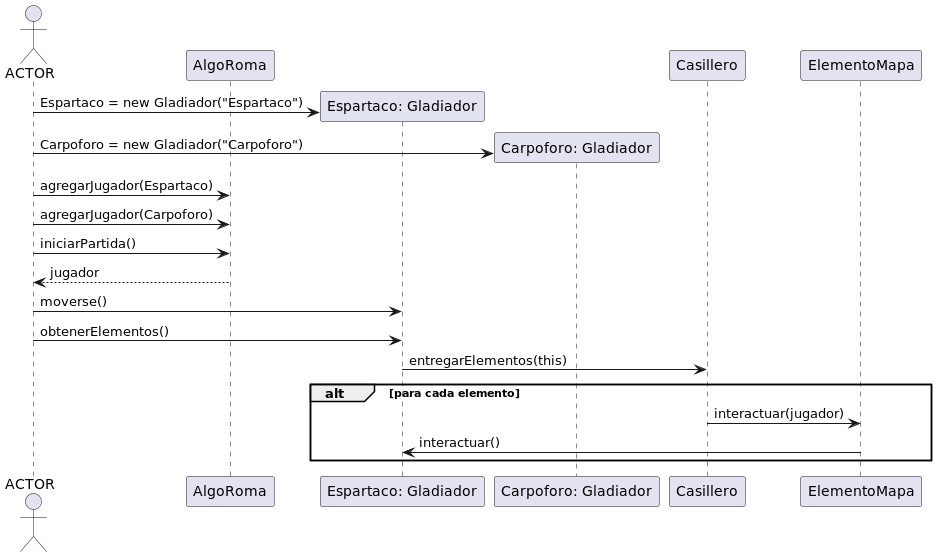 ACTOR
AlgoRoma
Casillero
ElementoMapa
Espartaco = new Gladiador("Espartaco")
Espartaco: Gladiador
Carpoforo = new Gladiador("Carpoforo")
Carpoforo: Gladiador
agregarJugador(Espartaco)
agregarJugador(Carpoforo)
iniciarPartida()
jugador
moverse()
obtenerElementos()
entregarElementos(this)
alt
[para cada elemento]
interactuar(jugador)
interactuar()
ACTOR
AlgoRoma
Espartaco: Gladiador
Carpoforo: Gladiador
Casillero
ElementoMapa